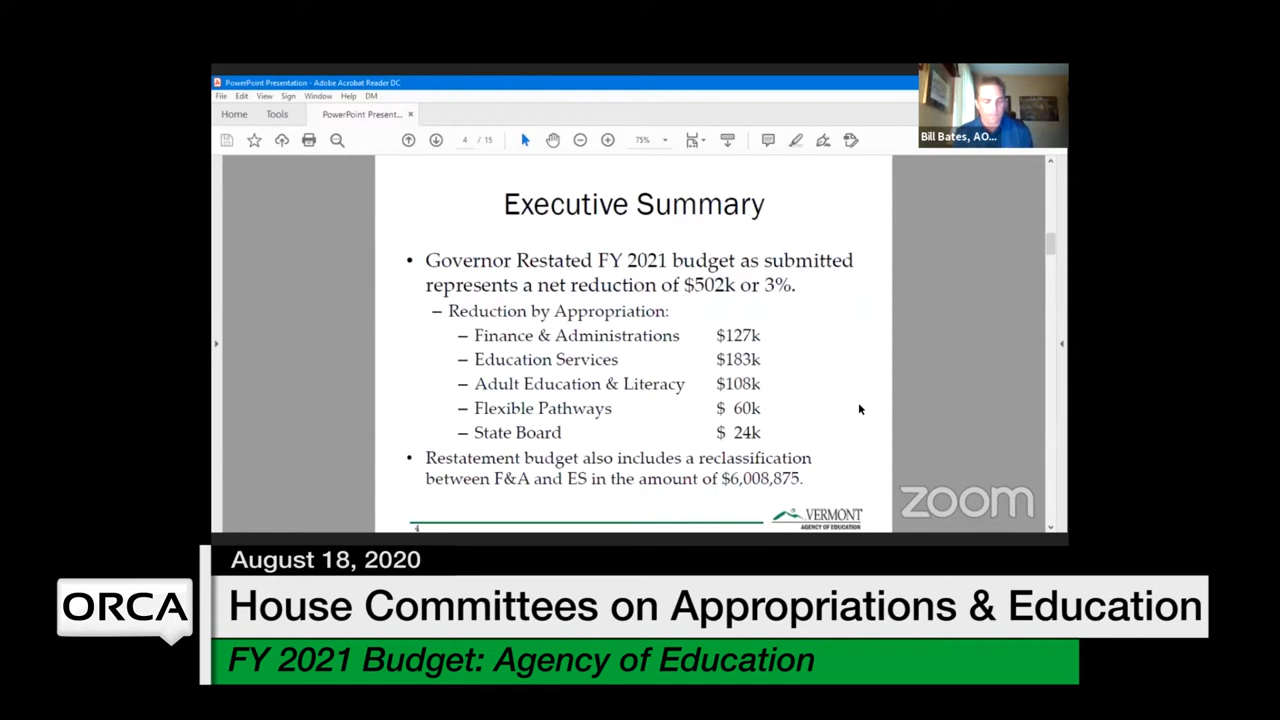 PowerPoint Presentation - Adobe Acrobat Reader DC
File Edit View Sign Window Help DM
Home Tools PowerPoint Present... ×
4 / 15 75%
Bill Bates, AO...
Executive Summary
• Governor Restated FY 2021 budget as submitted
represents a net reduction of $502k or 3%.
– Reduction by Appropriation:
– Finance & Administrations $127k
– Education Services $183k
– Adult Education & Literacy $108k
– Flexible Pathways $ 60k
– State Board $ 24k
• Restatement budget also includes a reclassification
between F&A and ES in the amount of $6,008,875.
4
VERMONT
AGENCY OF EDUCATION
zoom
August 18, 2020
ORCA
House Committees on Appropriations & Education
FY 2021 Budget: Agency of Education